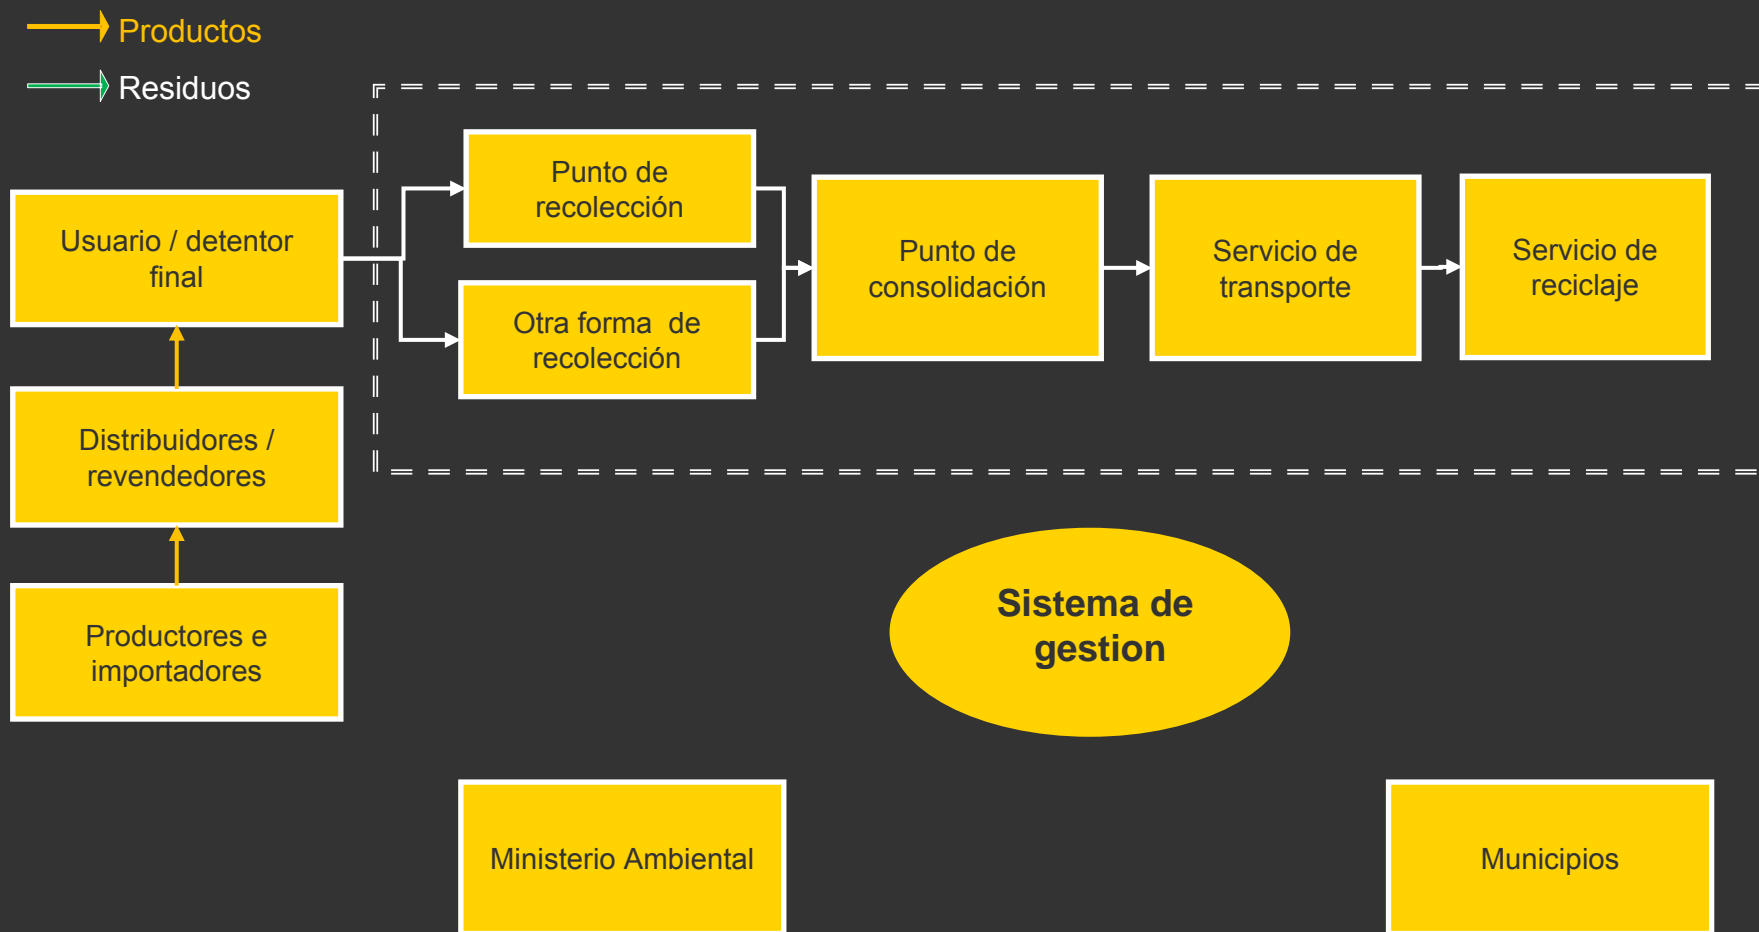 Productos
Residuos
Punto de
recolección
Usuario / detentor
final
Otra forma de
recolección
Punto de
consolidación
Servicio de
transporte
Servicio de
reciclaje
Distribuidores /
revendedores
Productores e
importadores
Sistema de
gestion
Ministerio Ambiental
Municipios